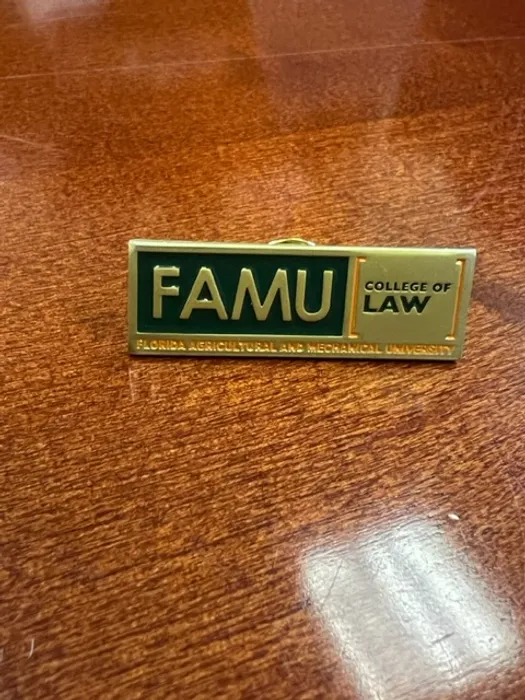 FAMU
COLLEGE OF
LAW
FLORIDA AGRICULTURAL AND MECHANICAL UNIVERSITY